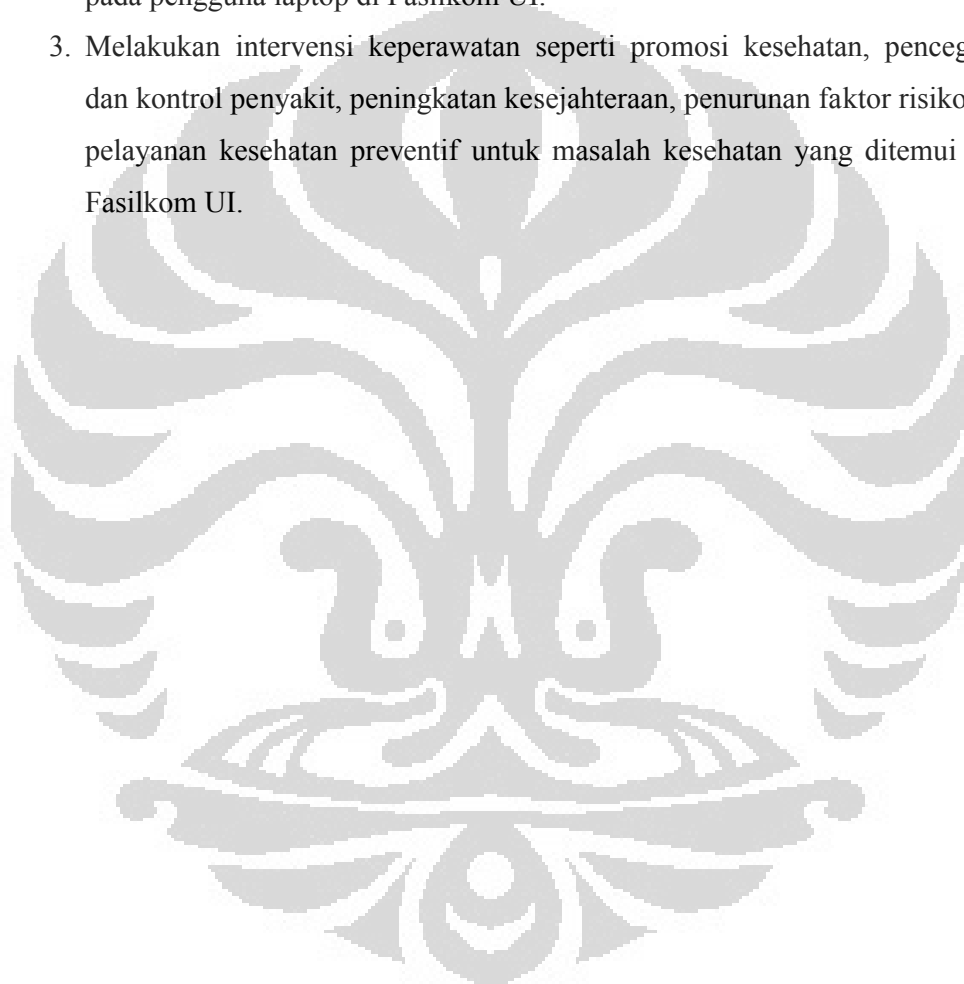 pada pengguna laptop di Fasilkom UI.
3. Melakukan intervensi keperawatan seperti promosi kesehatan,
dan kontrol penyakit, peningkatan kesejahteraan, penurunan faktor risiko
pelayanan kesehatan preventif untuk masalah kesehatan yang ditemui
Fasilkom UI.